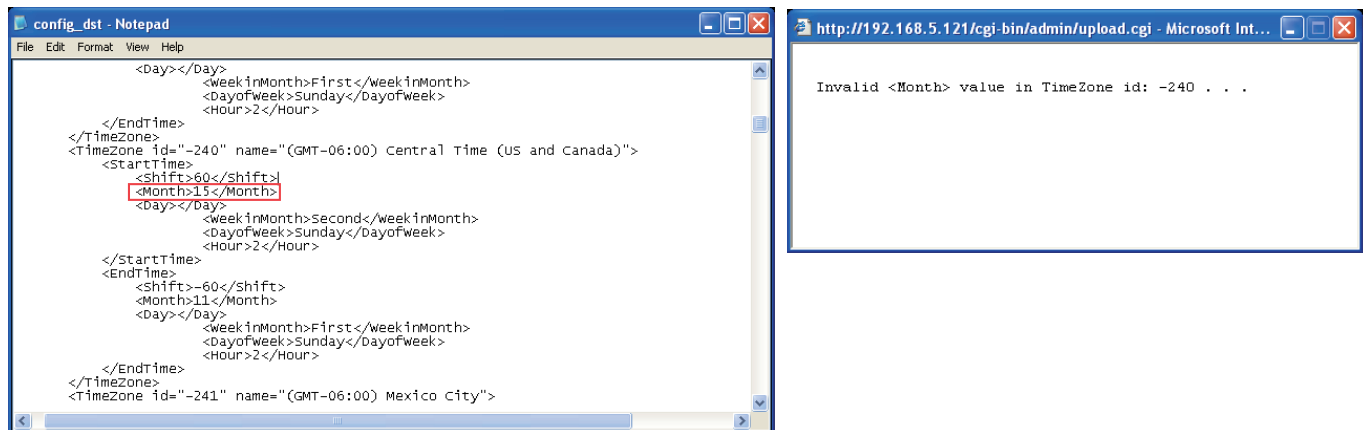 config_dst - Notepad
File Edit Format View Help
<Day></Day>
<WeekinMonth>First</WeekinMonth>
<DayofWeek>Sunday</DayofWeek>
<Hour>2</Hour>
</EndTime>
</TimeZone>
<TimeZone id="-240" name="(GMT-06:00) Central Time (US and Canada)">
<StartTime>
<Shift>60</Shift>
<Month>15</Month>
<Day></Day>
<WeekinMonth>Second</WeekinMonth>
<DayofWeek>Sunday</DayofWeek>
<Hour>2</Hour>
</StartTime>
<EndTime>
<Shift>-60</Shift>
<Month>11</Month>
<Day></Day>
<WeekinMonth>First</WeekinMonth>
<DayofWeek>Sunday</DayofWeek>
<Hour>2</Hour>
</EndTime>
</TimeZone>
<TimeZone id="-241" name="(GMT-06:00) Mexico City">
http://192.168.5.121/cgi-bin/admin/upload.cgi - Microsoft Int...
Invalid <Month> value in TimeZone id: -240 . . .